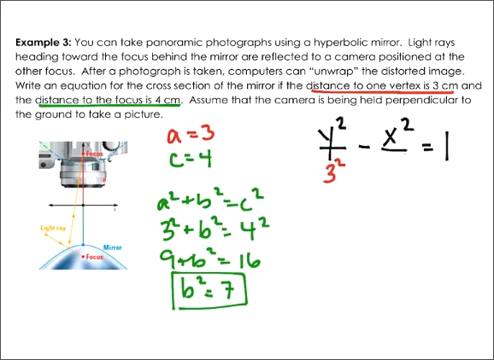 Example 3: You can take panoramic photographs using a hyperbolic mirror. Light rays
heading toward the focus behind the mirror are reflected to a camera positioned at the
other focus. After a photograph is taken, computers can “unwrap” the distorted image.
Write an equation for the cross section of the mirror if the distance to one vertex is 3 cm and
the distance to the focus is 4 cm. Assume that the camera is being held perpendicular to
the ground to take a picture.
a = 3
c = 4
y²/3² - x²/ = 1
Focus
a² + b² = c²
3² + b² = 4²
9 + b² = 16
b² = 7
Light ray
Mirror
Focus